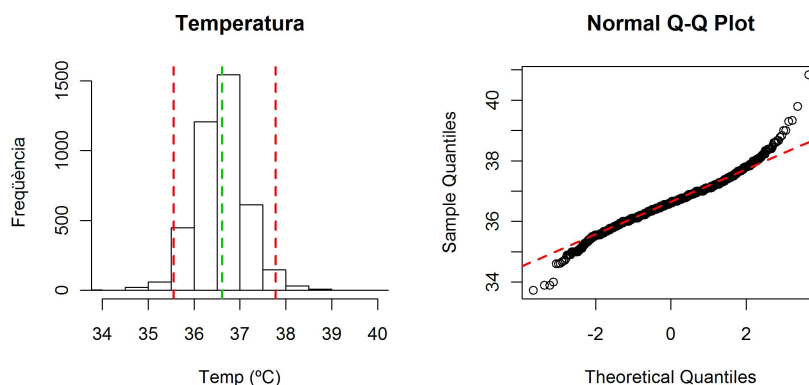 Temperatura
Freqüència
1500
1000
500
0
34 35 36 37 38 39 40
Temp (ºC)
Normal Q-Q Plot
Sample Quantiles
40
38
36
34
-2 0 2
Theoretical Quantiles